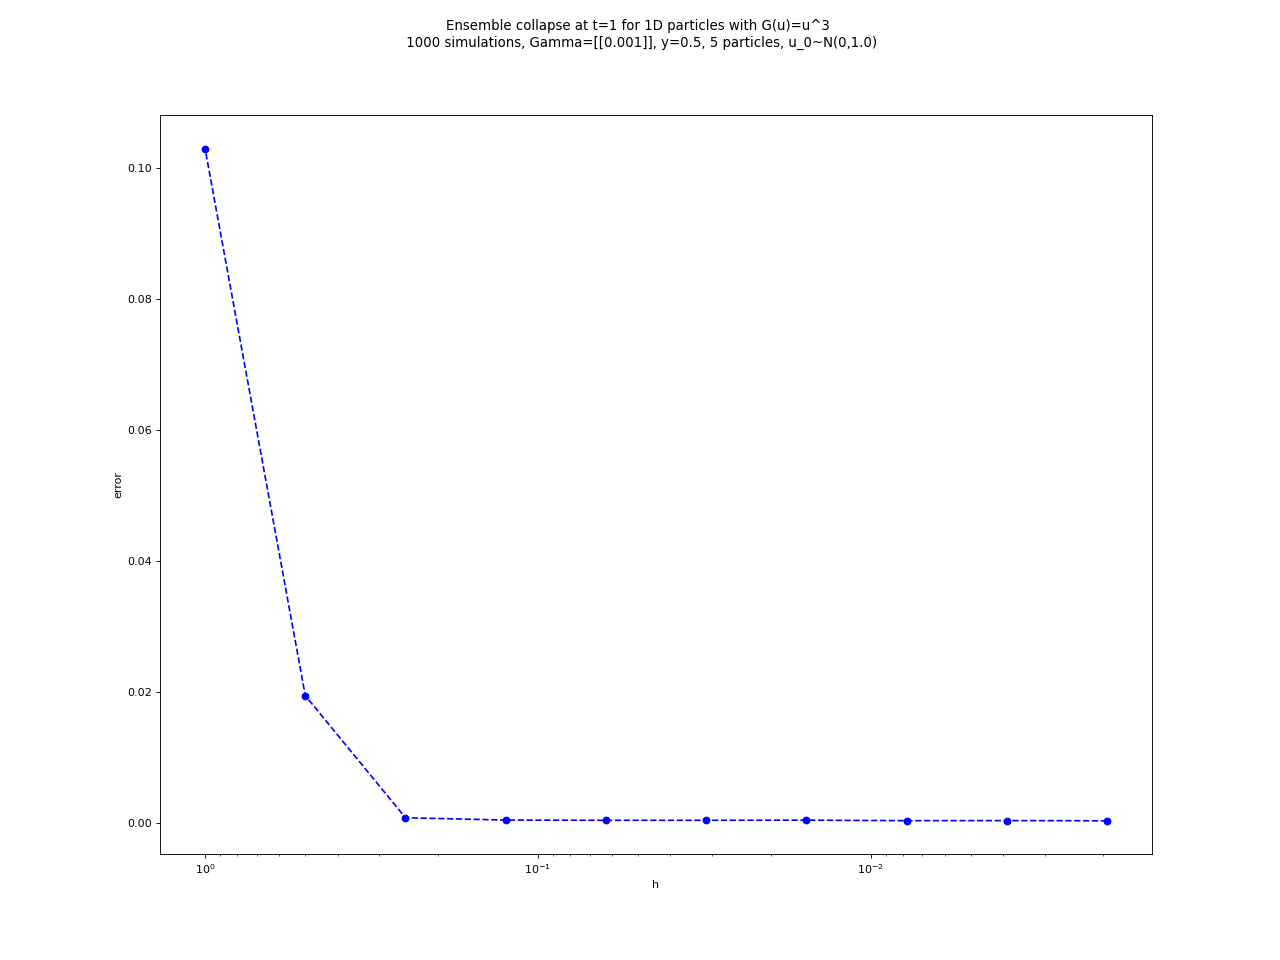 Ensemble collapse at t=1 for 1D particles with G(u)=u^3
1000 simulations, Gamma=[[0.001]], y=0.5, 5 particles, u_0~N(0,1.0)
0.10
0.08
0.06
0.04
0.02
0.00
error
10⁰
10⁻¹
10⁻²
h